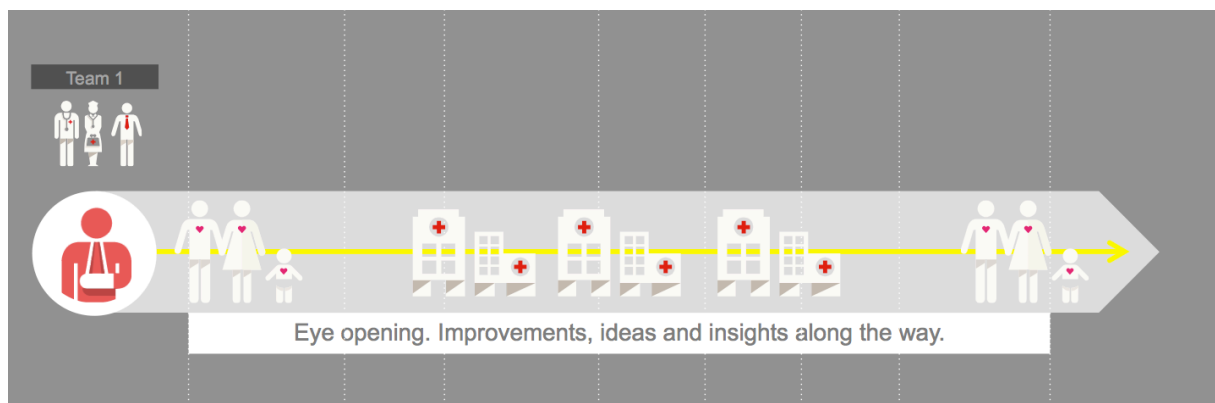 Team 1
Eye opening. Improvements, ideas and insights along the way.